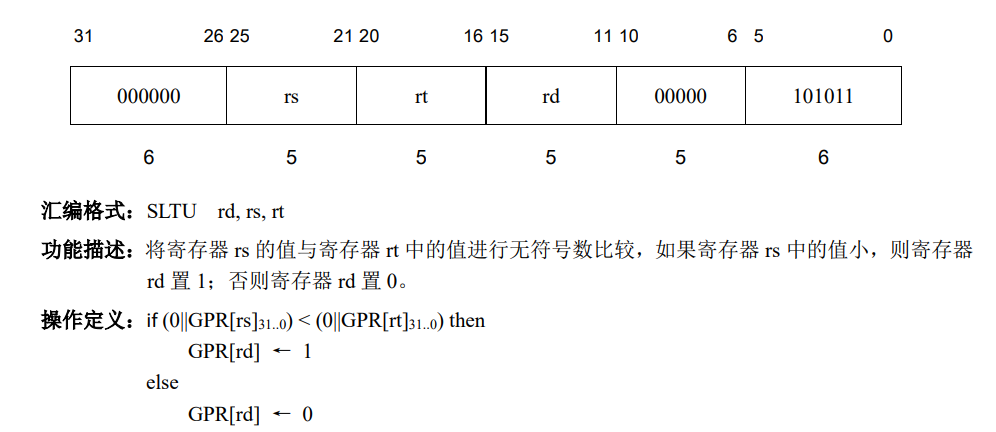 31 26 25 21 20 16 15 11 10 6 5 0
000000 rs rt rd 00000 101011
6 5 5 5 5 6
汇编格式：SLTU rd, rs, rt
功能描述：将寄存器 rs 的值与寄存器 rt 中的值进行无符号数比较，如果寄存器 rs 中的值小，则寄存器
rd 置 1；否则寄存器 rd 置 0。
操作定义：if (0||GPR[rs]31..0) < (0||GPR[rt]31..0) then
GPR[rd] ← 1
else
GPR[rd] ← 0